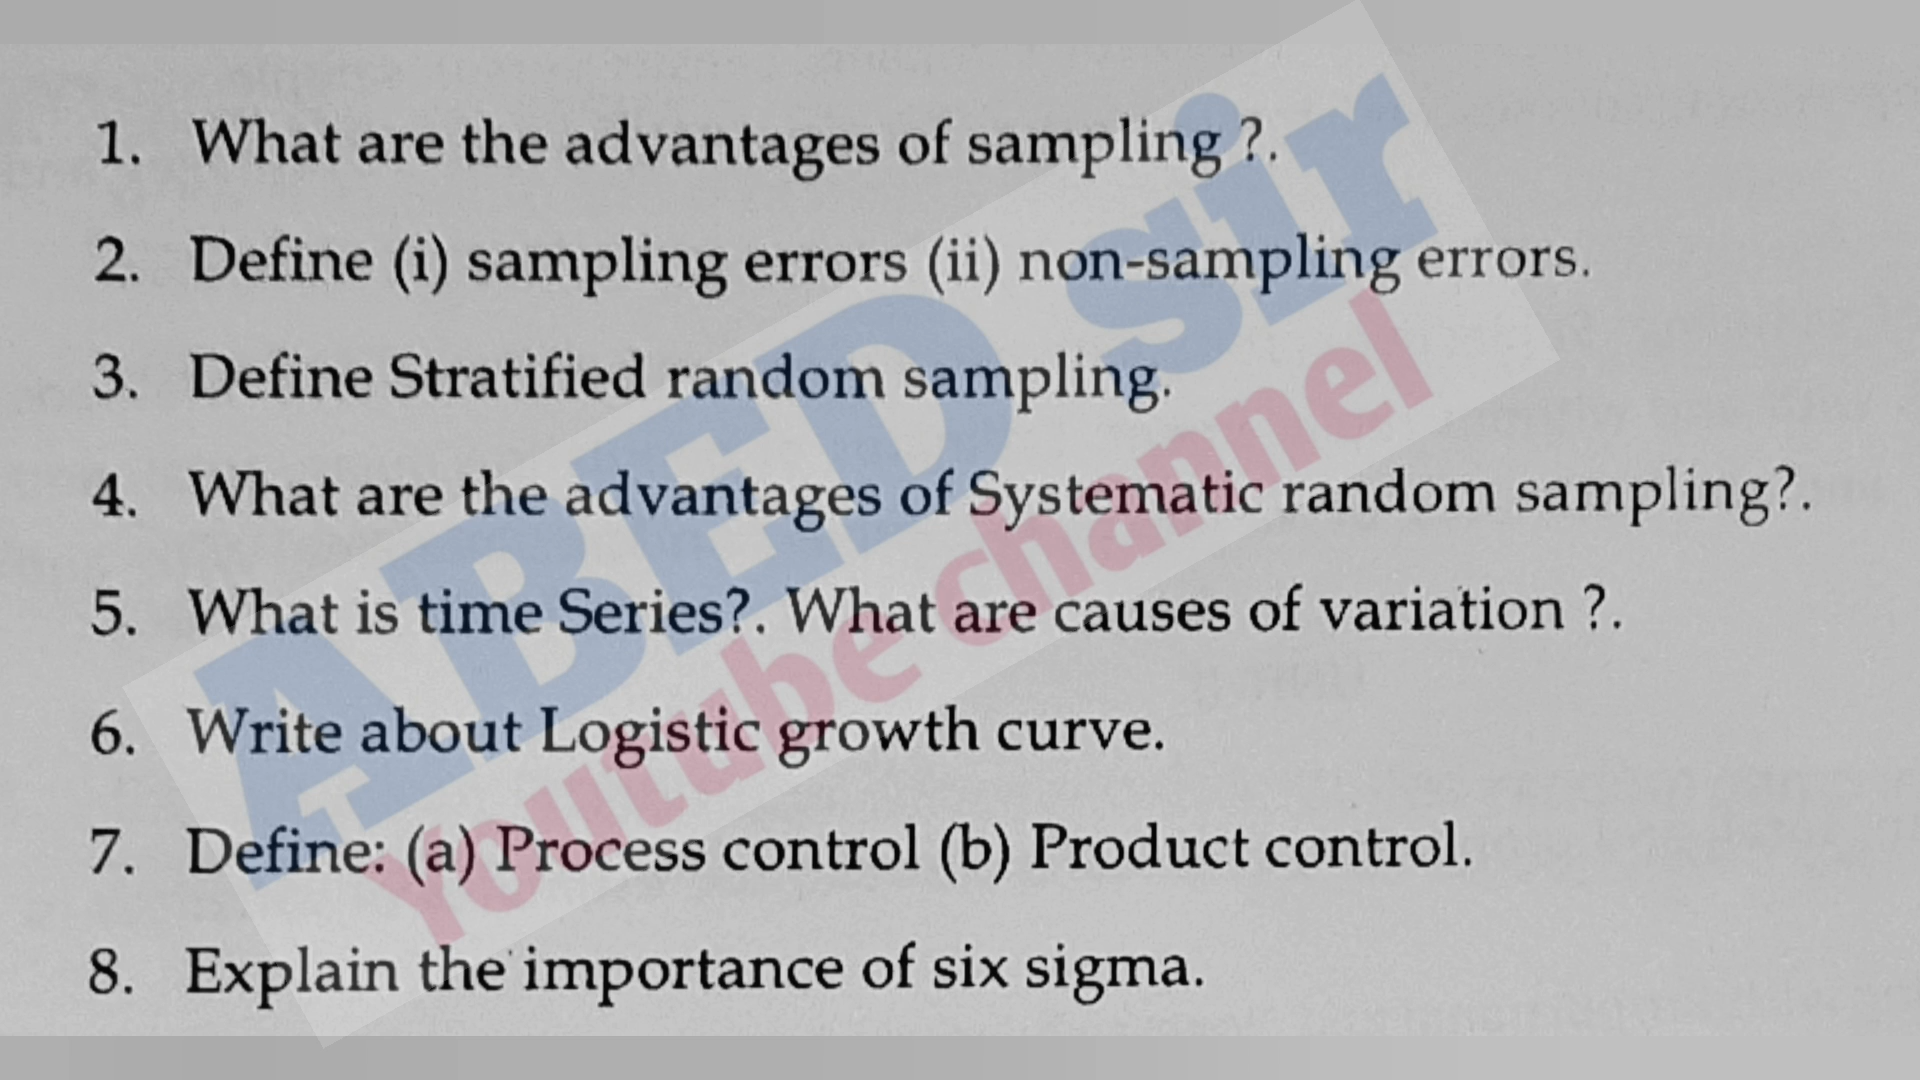 1. What are the advantages of sampling ?.
2. Define (i) sampling errors (ii) non-sampling errors.
3. Define Stratified random sampling.
4. What are the advantages of Systematic random sampling?.
5. What is time Series?. What are causes of variation ?.
6. Write about Logistic growth curve.
7. Define: (a) Process control (b) Product control.
8. Explain the importance of six sigma.
ABED sir
Youtube channel